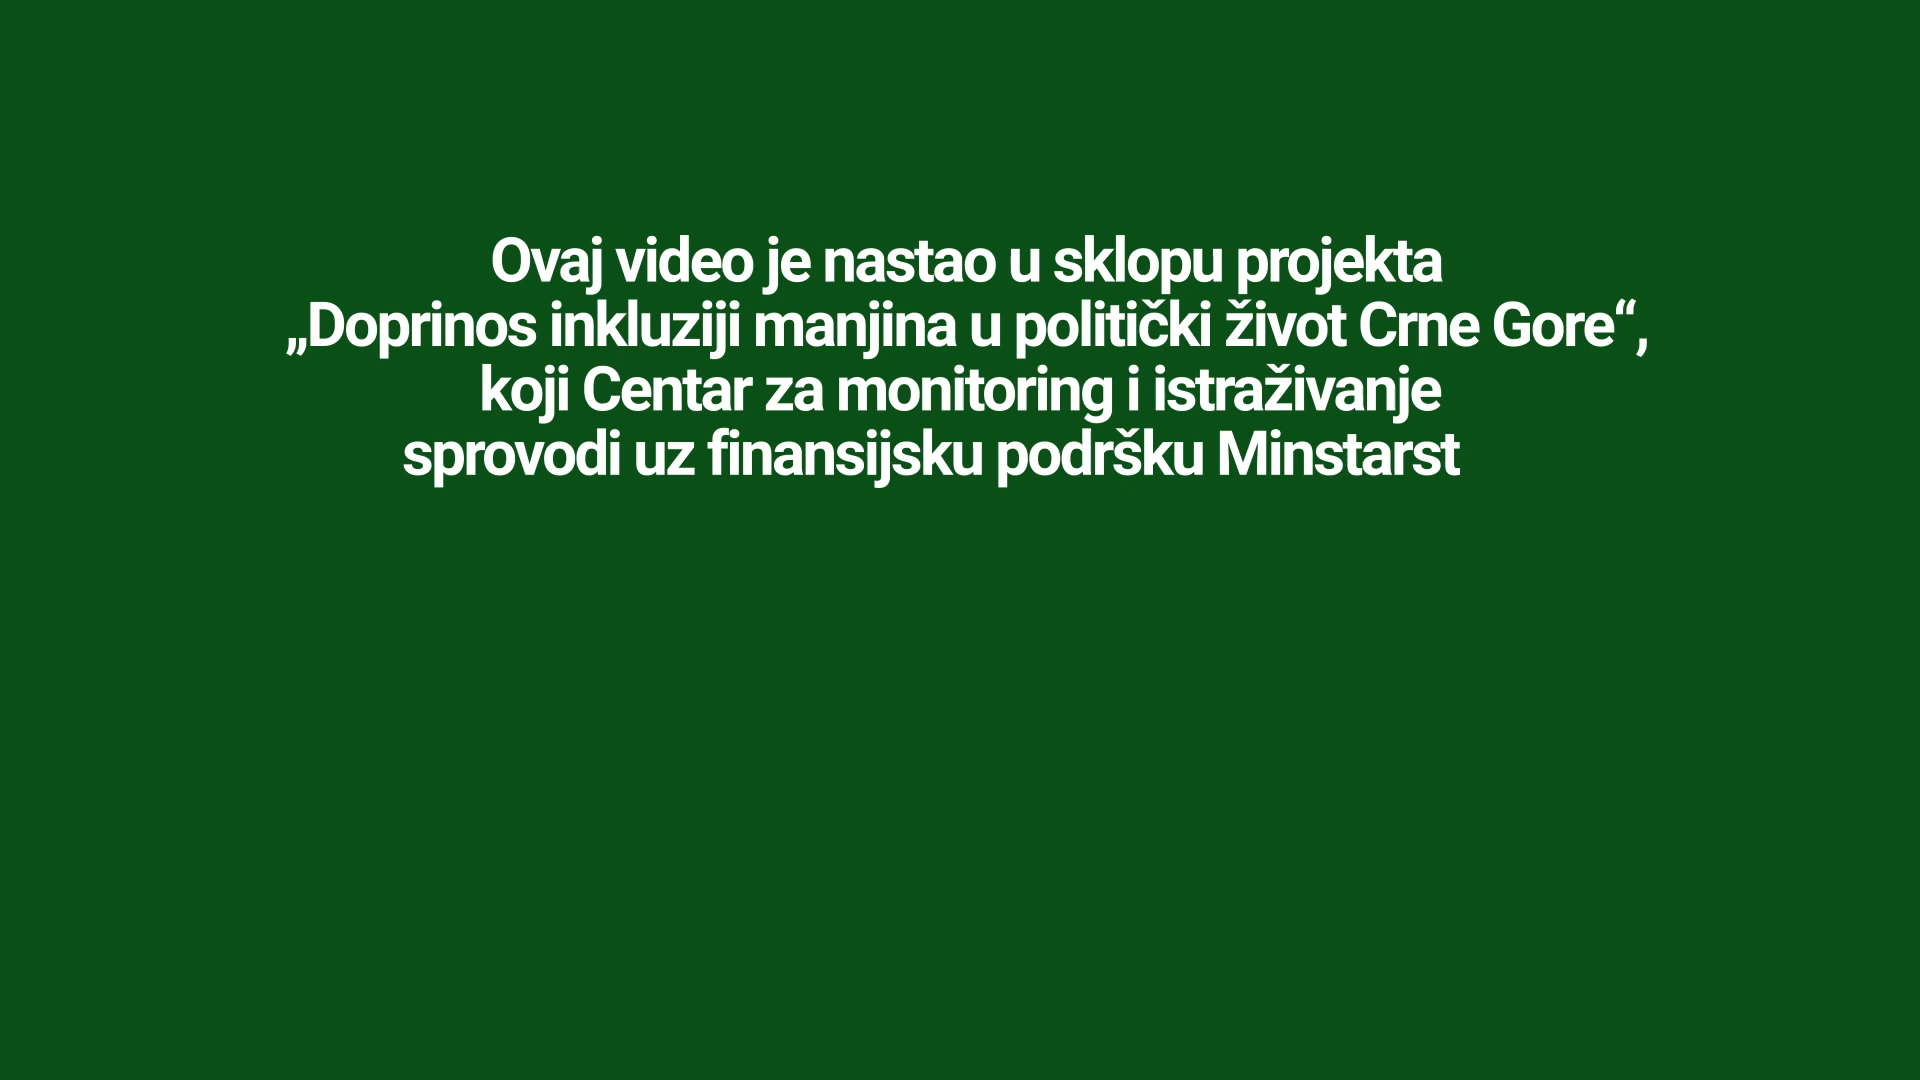 Ovaj video je nastao u sklopu projekta
„Doprinos inkluziji manjina u politički život Crne Gore“,
koji Centar za monitoring i istraživanje
sprovodi uz finansijsku podršku Minstarst